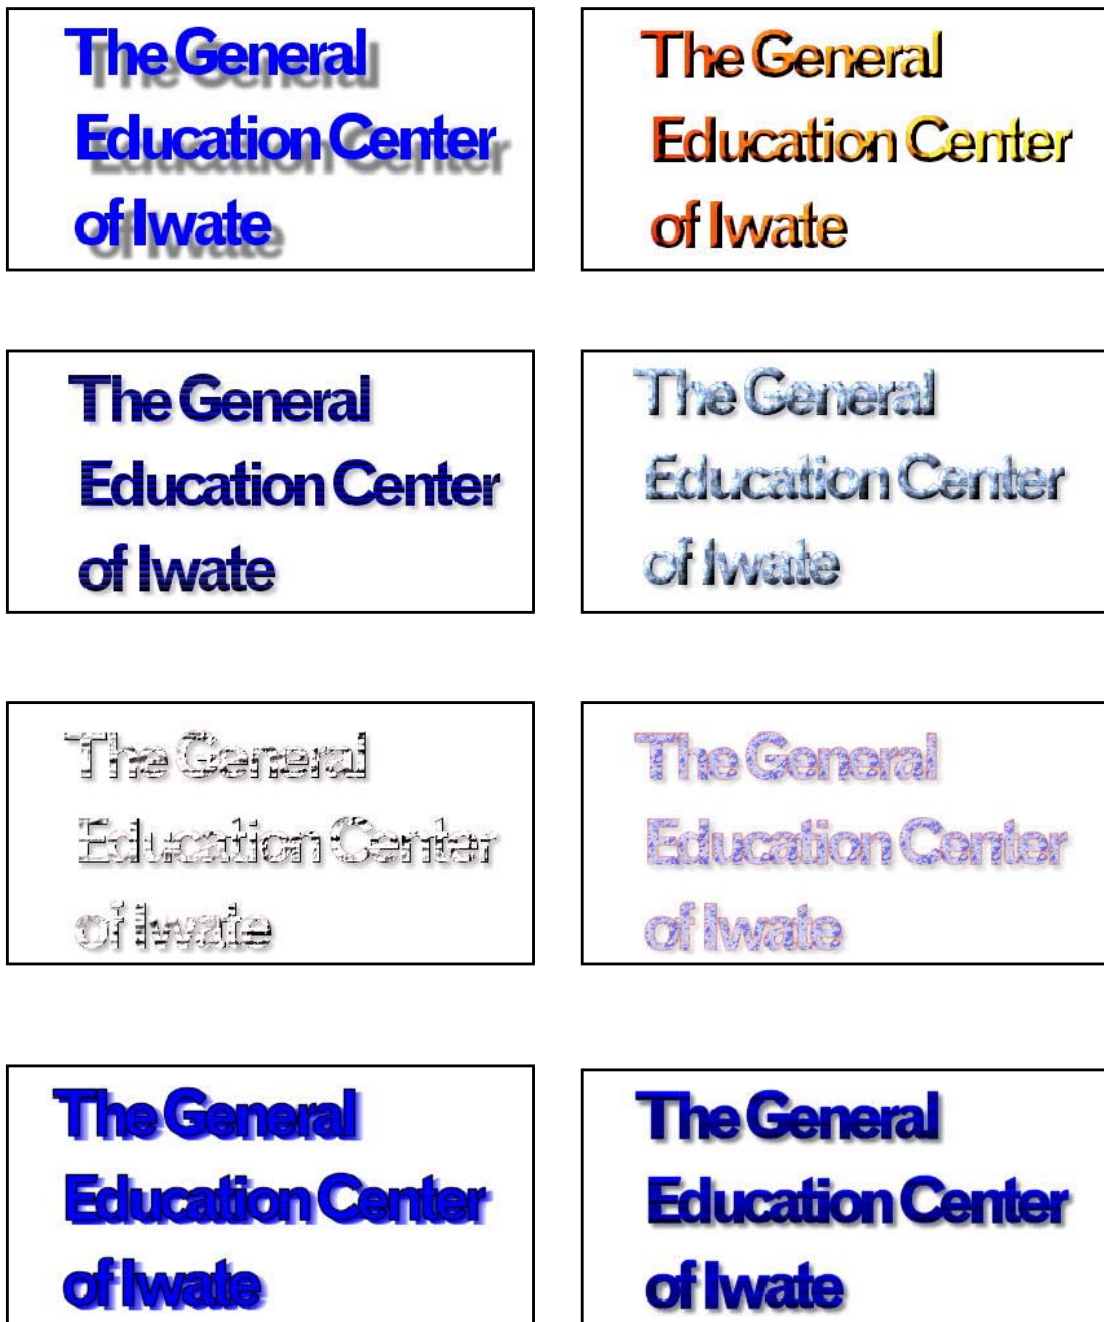 The General
Education Center
of Iwate
The General
Education Center
of Iwate
The General
Education Center
of Iwate
The General
Education Center
of Iwate
The General
Education Center
of Iwate
The General
Education Center
of Iwate
The General
Education Center
of Iwate
The General
Education Center
of Iwate